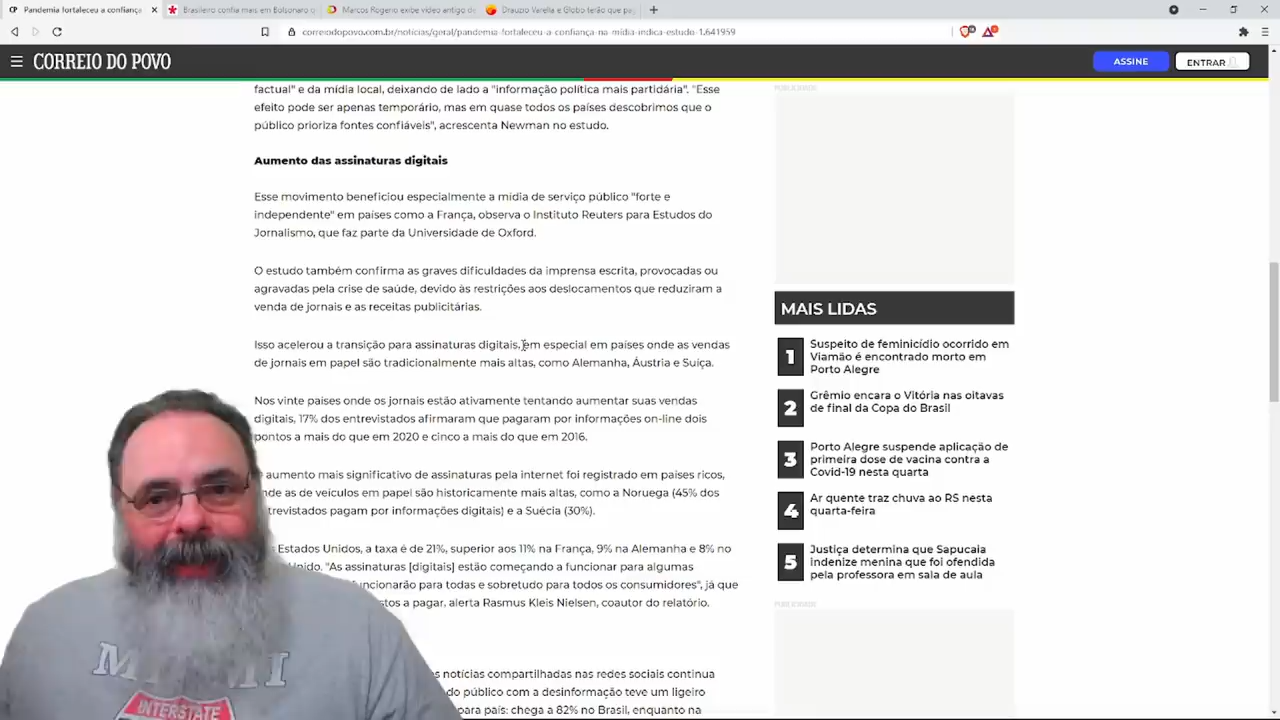 Pandemia fortaleceu a confiança
Brasileiro confia mais em Bolsonaro q
Marcos Rogério exibe vídeo antigo de
Drauzio Varella e Globo terão que pag
correiodopovo.com.br/notícias/geral/pandemia-fortaleceu-a-confiança-na-mídia-indica-estudo-1.641959
CORREIO DO POVO
ASSINE
ENTRAR
factual" e da mídia local, deixando de lado a "informação política mais partidária". "Esse
efeito pode ser apenas temporário, mas em quase todos os países descobrimos que o
público prioriza fontes confiáveis", acrescenta Newman no estudo.
Aumento das assinaturas digitais
Esse movimento beneficiou especialmente a mídia de serviço público "forte e
independente" em países como a França, observa o Instituto Reuters para Estudos do
Jornalismo, que faz parte da Universidade de Oxford.
O estudo também confirma as graves dificuldades da imprensa escrita, provocadas ou
agravadas pela crise de saúde, devido às restrições aos deslocamentos que reduziram a
venda de jornais e as receitas publicitárias.
Isso acelerou a transição para assinaturas digitais, em especial em países onde as vendas
de jornais em papel são tradicionalmente mais altas, como Alemanha, Áustria e Suíça.
Nos vinte países onde os jornais estão ativamente tentando aumentar suas vendas
digitais, 17% dos entrevistados afirmaram que pagaram por informações on-line dois
pontos a mais do que em 2020 e cinco a mais do que em 2016.
aumento mais significativo de assinaturas pela internet foi registrado em países ricos,
nde as de veículos em papel são historicamente mais altas, como a Noruega (45% dos
trevistados pagam por informações digitais) e a Suécia (30%).
Estados Unidos, a taxa é de 21%, superior aos 11% na França, 9% na Alemanha e 8% no
nido. "As assinaturas [digitais] estão começando a funcionar para algumas
funcionarão para todas e sobretudo para todos os consumidores", já que
stos a pagar, alerta Rasmus Kleis Nielsen, coautor do relatório.
s notícias compartilhadas nas redes sociais continua
do público com a desinformação teve um ligeiro
para país: chega a 82% no Brasil, enquanto na
PUBLICIDADE
MAIS LIDAS
1
Suspeito de feminicídio ocorrido em
Viamão é encontrado morto em
Porto Alegre
2
Grêmio encara o Vitória nas oitavas
de final da Copa do Brasil
3
Porto Alegre suspende aplicação de
primeira dose de vacina contra a
Covid-19 nesta quarta
4
Ar quente traz chuva ao RS nesta
quarta-feira
5
Justiça determina que Sapucaia
indenize menina que foi ofendida
pela professora em sala de aula
PUBLICIDADE
INTERSTATE